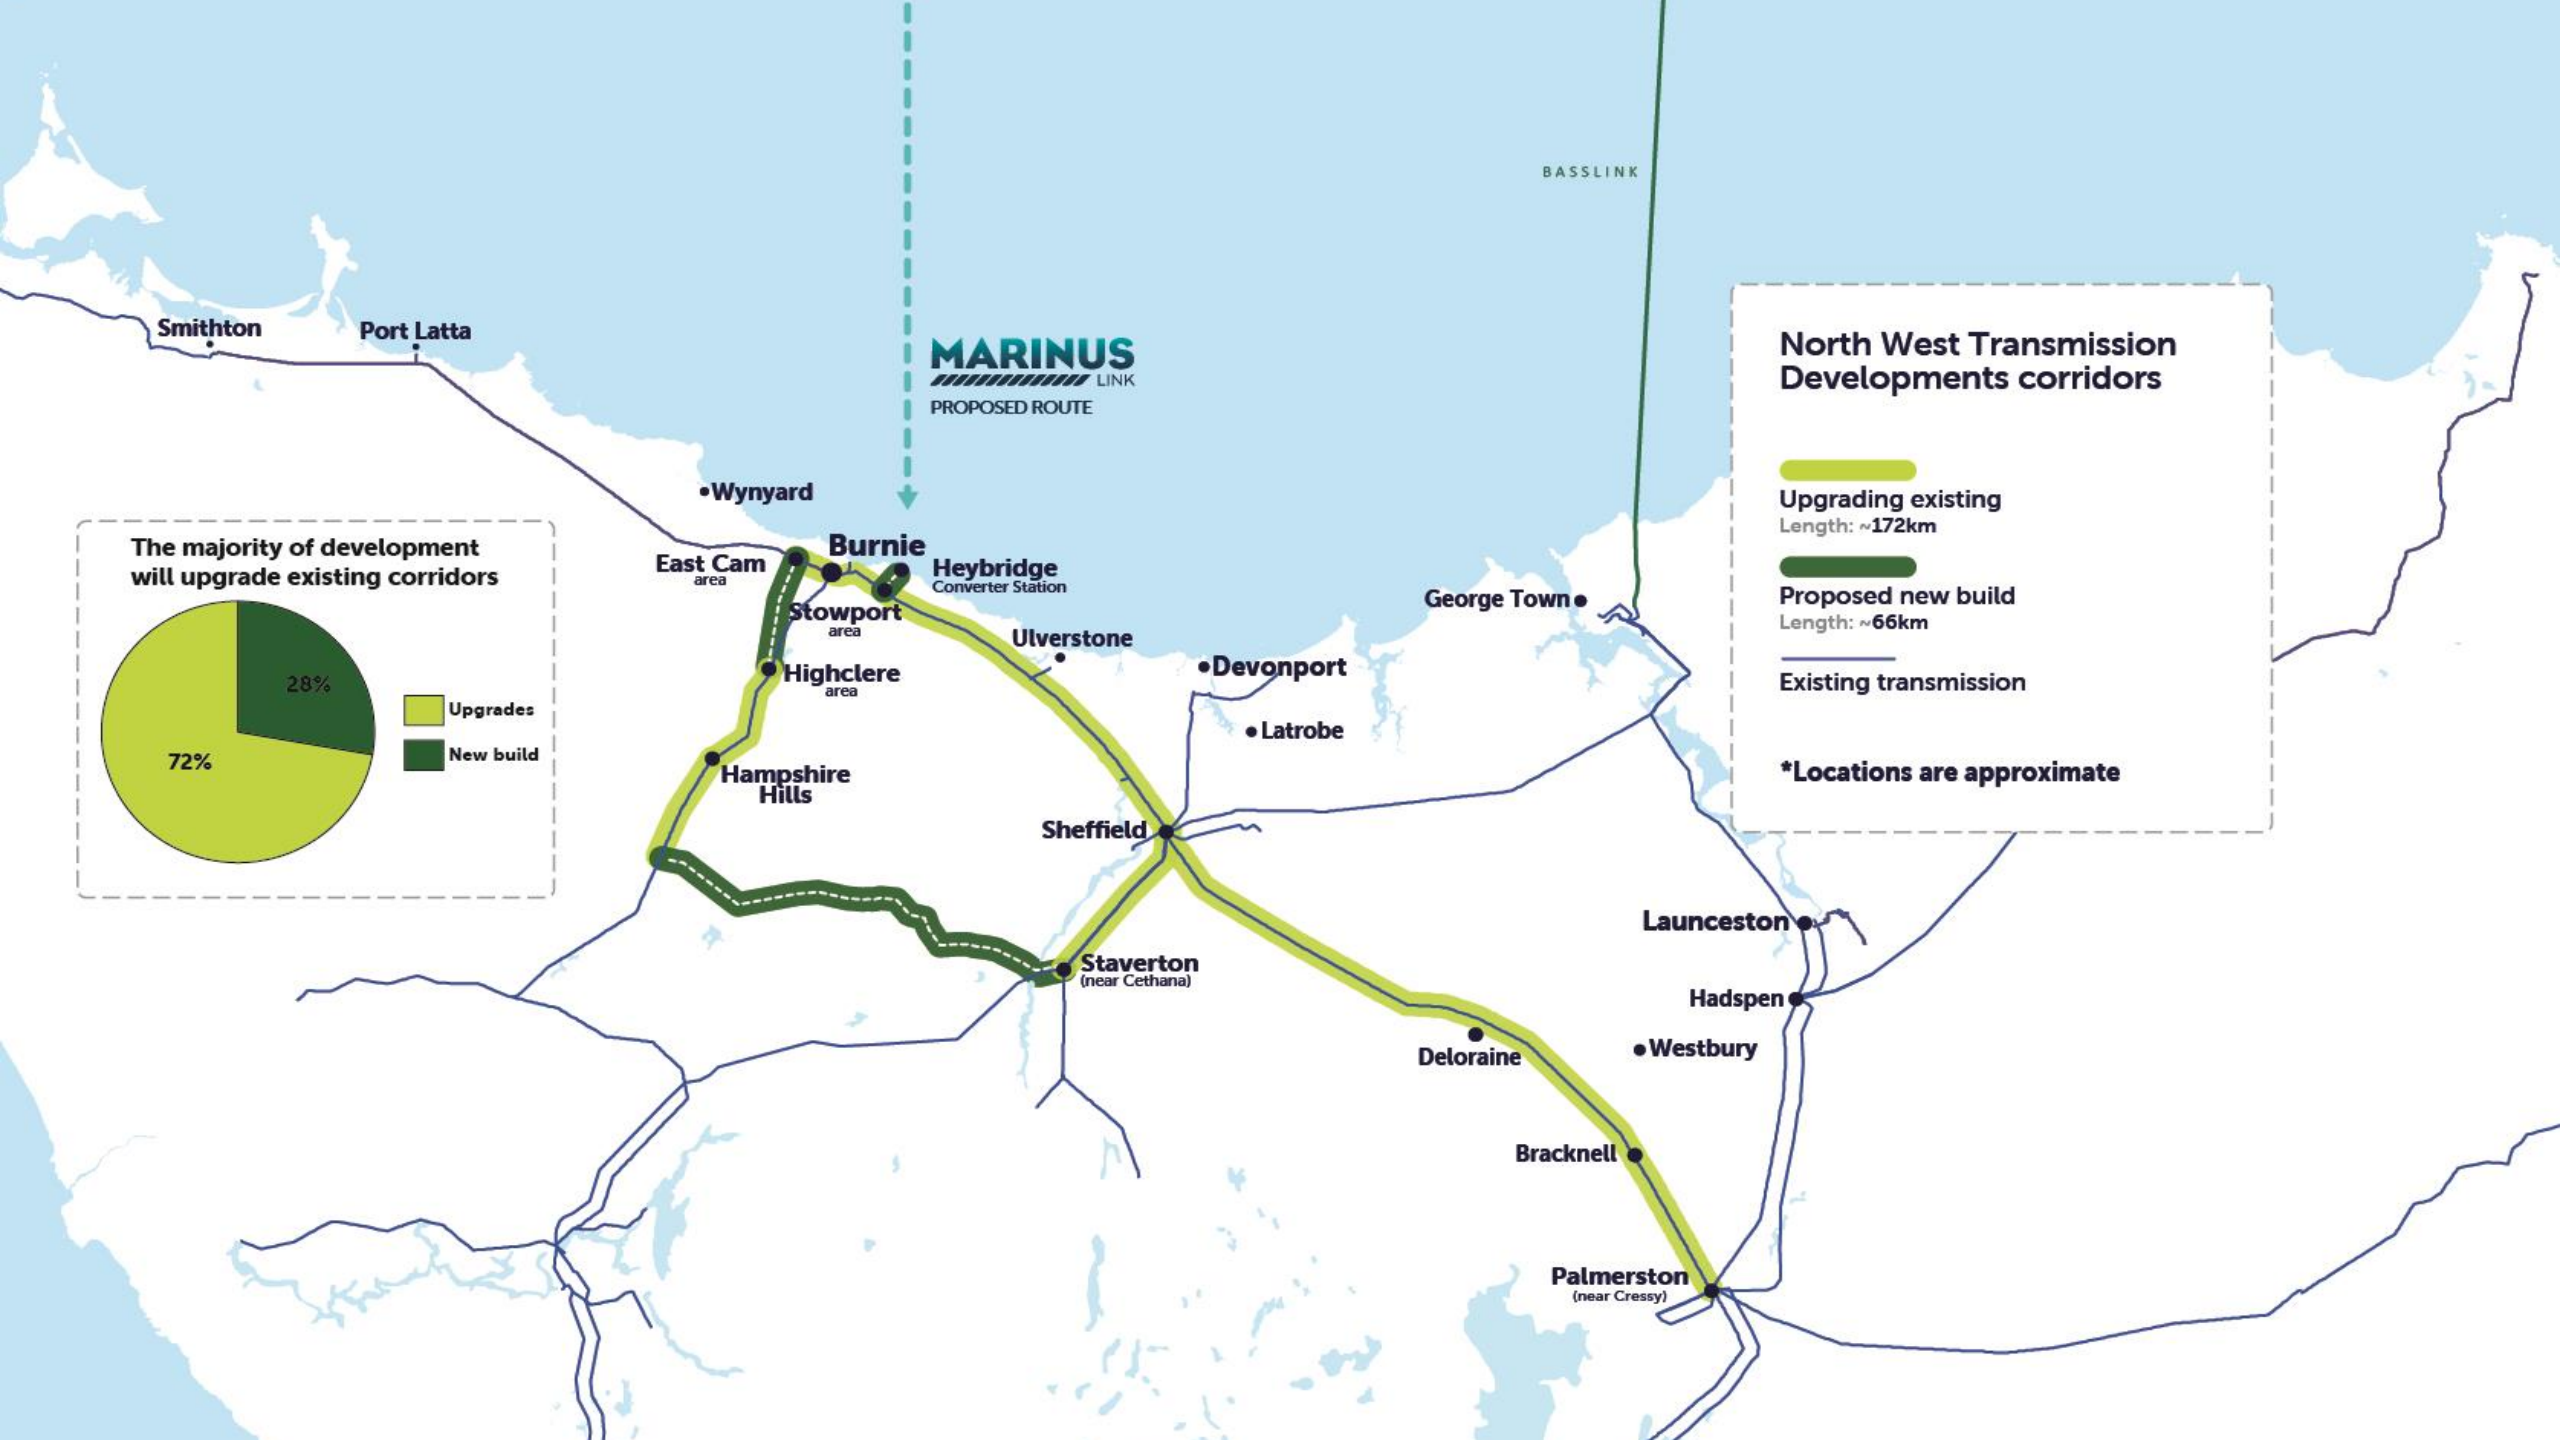 BASSLINK
Smithton
Port Latta
MARINUS
LINK
PROPOSED ROUTE
North West Transmission
Developments corridors
Upgrading existing
Length: ~172km
Proposed new build
Length: ~66km
Existing transmission
*Locations are approximate
Wynyard
The majority of development
will upgrade existing corridors
28%
72%
Upgrades
New build
East Cam
area
Burnie
Heybridge
Converter Station
Stowport
area
Ulverstone
Devonport
George Town
Highclere
area
Latrobe
Hampshire
Hills
Sheffield
Launceston
Staverton
(near Cethana)
Hadspen
Westbury
Deloraine
Bracknell
Palmerston
(near Cressy)